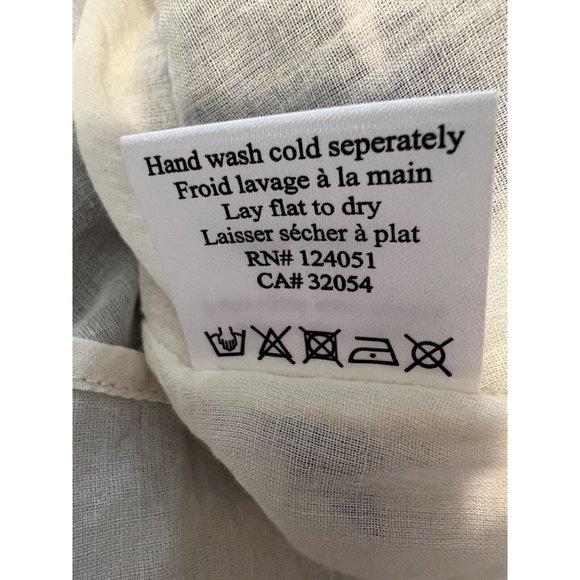 Hand wash cold seperately
Froid lavage à la main
Lay flat to dry
Laisser sécher à plat
RN# 124051
CA# 32054